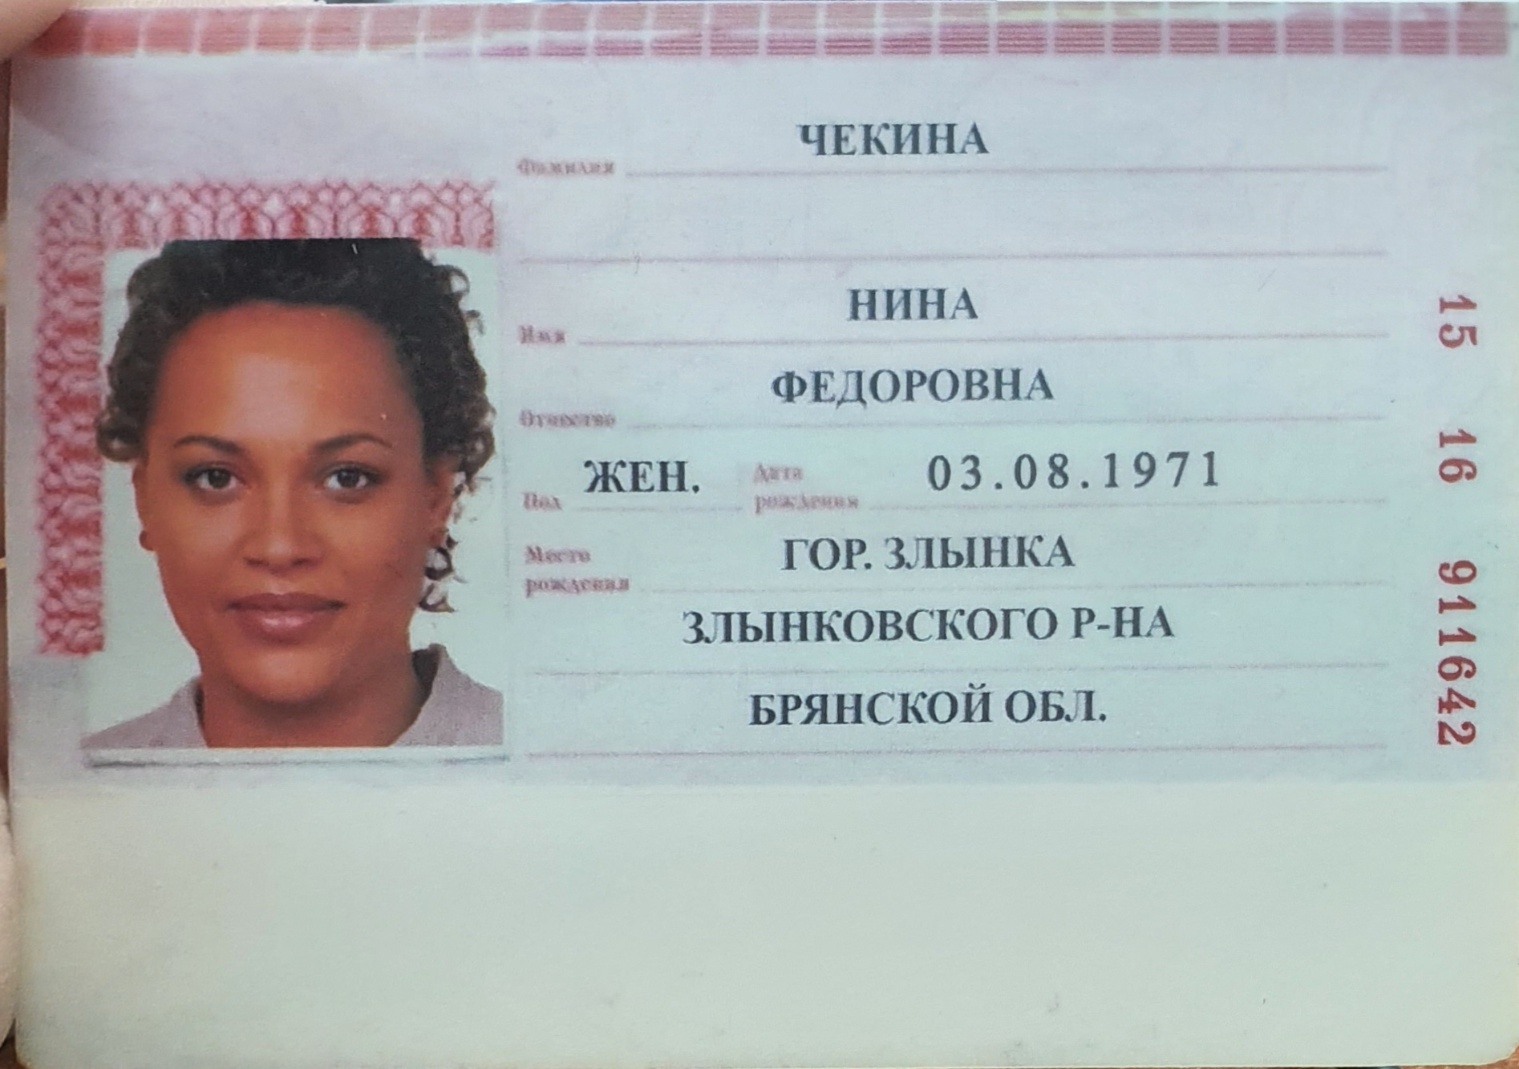 ЧЕКИНА
Фамилия
НИНА
Имя
ФЕДОРОВНА
Отчество
Пол ЖЕН. Дата рождения 03.08.1971
Место рождения ГОР. ЗЛЫНКА
ЗЛЫНКОВСКОГО Р-НА
БРЯНСКОЙ ОБЛ.
15 16 911642